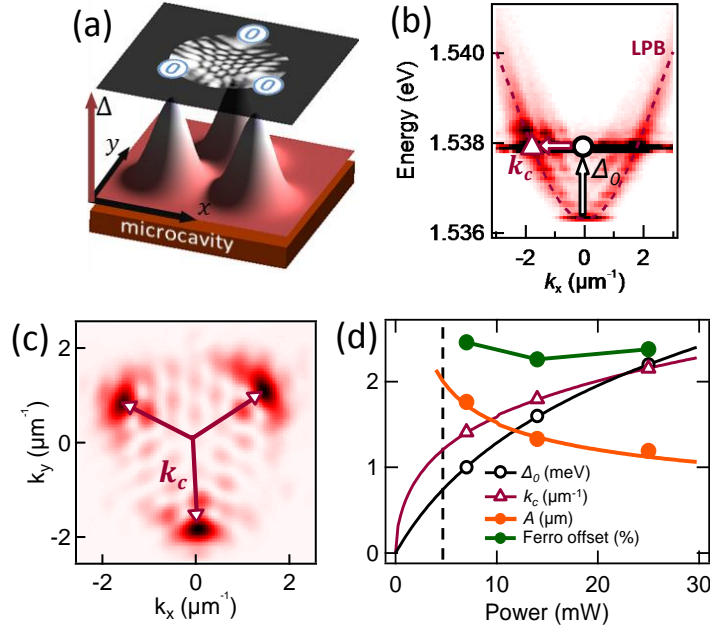 (a)
0
0
0
Δ
y
x
microcavity
(b)
Energy (eV)
1.540
1.538
1.536
LPB
k_c
Δ_0
-2
0
2
k_x (μm⁻¹)
(c)
k_y (μm⁻¹)
2
0
-2
k_c
-2
0
2
k_x (μm⁻¹)
(d)
2
1
0
Δ_0 (meV)
k_c (μm⁻¹)
A (μm)
Ferro offset (%)
0
10
20
30
Power (mW)